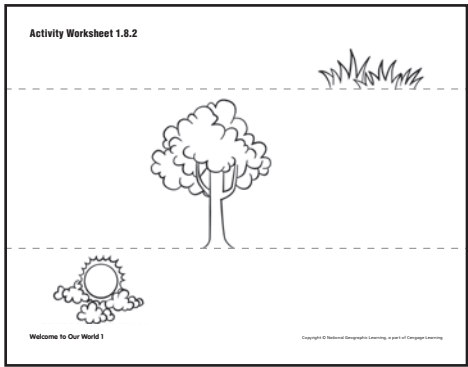 Activity Worksheet 1.8.2
Welcome to Our World 1
Copyright © National Geographic Learning, a part of Cengage Learning